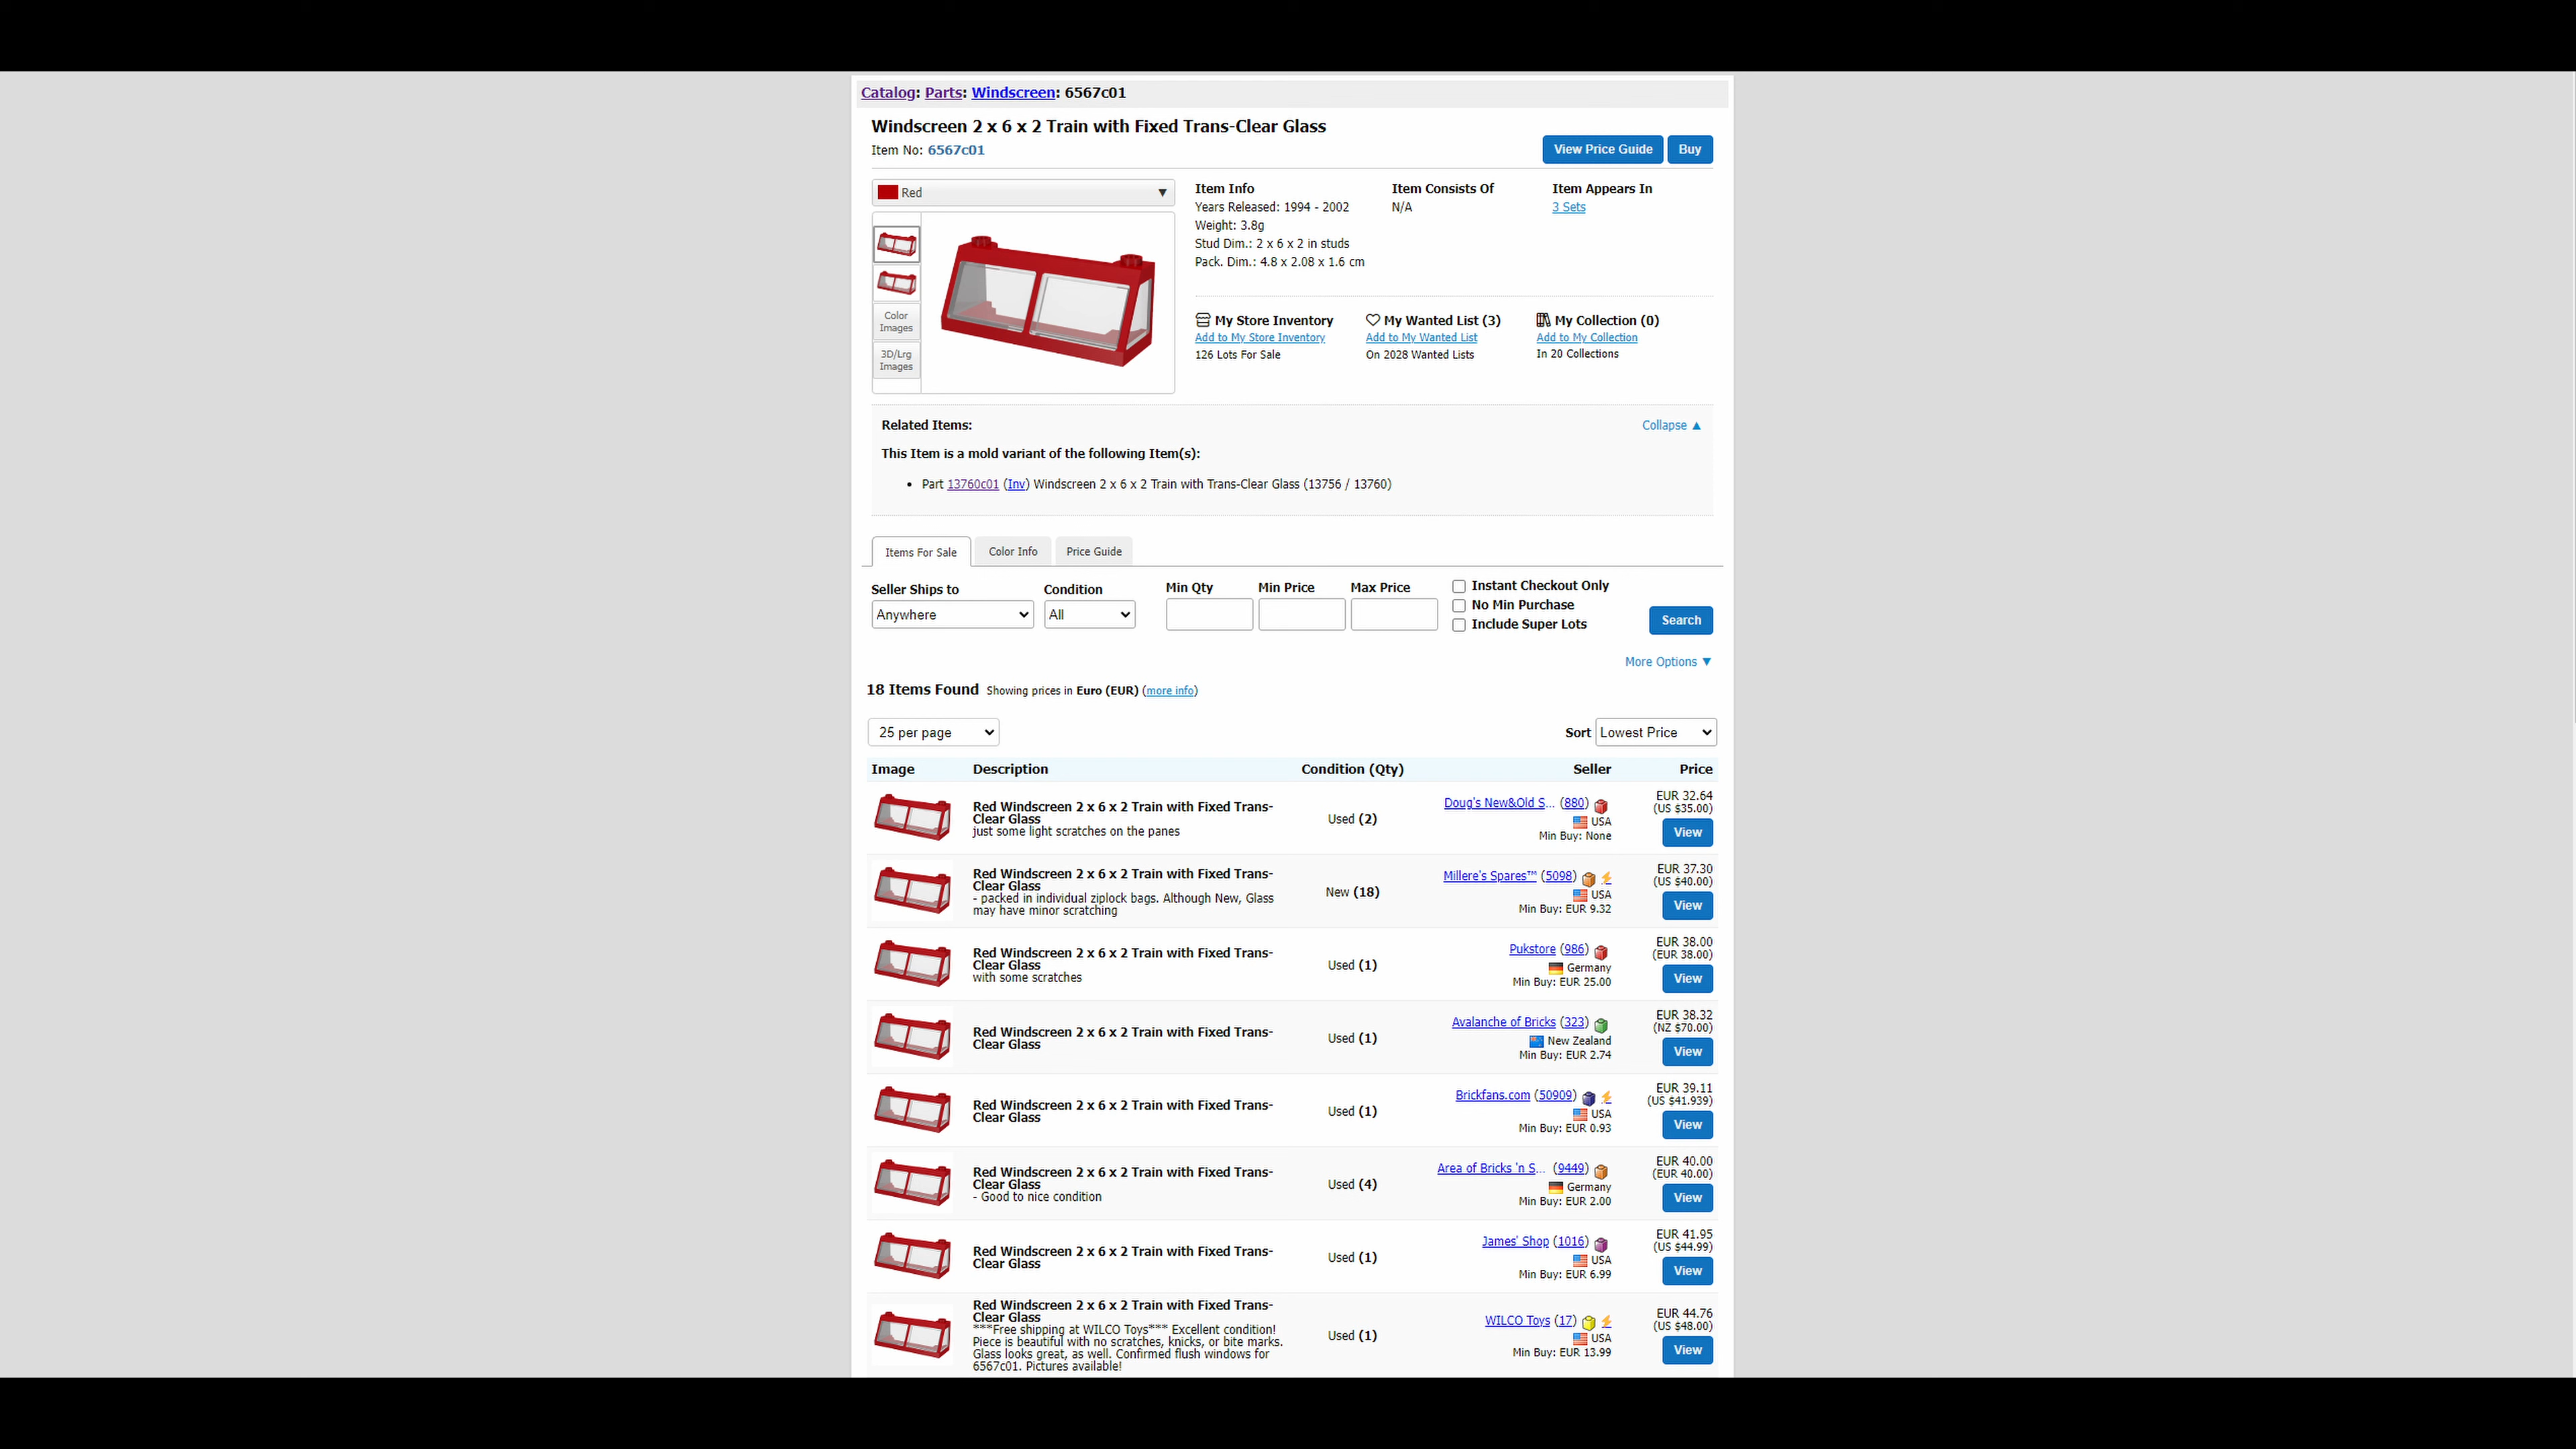 Catalog: Parts: Windscreen: 6567c01
Windscreen 2 x 6 x 2 Train with Fixed Trans-Clear Glass
Item No: 6567c01
View Price Guide
Buy
Red
Color
Images
3D/Lrg
Images
Item Info
Years Released: 1994 - 2002
Weight: 3.8g
Stud Dim.: 2 x 6 x 2 in studs
Pack. Dim.: 4.8 x 2.08 x 1.6 cm
Item Consists Of
N/A
Item Appears In
3 Sets
My Store Inventory
Add to My Store Inventory
126 Lots For Sale
My Wanted List (3)
Add to My Wanted List
On 2028 Wanted Lists
My Collection (0)
Add to My Collection
In 20 Collections
Related Items:
Collapse ▲
This Item is a mold variant of the following Item(s):
• Part 13760c01 (Inv) Windscreen 2 x 6 x 2 Train with Trans-Clear Glass (13756 / 13760)
Items For Sale
Color Info
Price Guide
Seller Ships to
Anywhere
Condition
All
Min Qty
Min Price
Max Price
Instant Checkout Only
No Min Purchase
Include Super Lots
Search
More Options ▼
18 Items Found Showing prices in Euro (EUR) (more info)
25 per page
Sort Lowest Price
Image Description Condition (Qty) Seller Price
Red Windscreen 2 x 6 x 2 Train with Fixed Trans-
Clear Glass
just some light scratches on the panes
Used (2)
Doug's New&Old S... (880)
USA
Min Buy: None
EUR 32.64
(US $35.00)
View
Red Windscreen 2 x 6 x 2 Train with Fixed Trans-
Clear Glass
- packed in individual ziplock bags. Although New, Glass
may have minor scratching
New (18)
Millere's Spares™ (5098)
USA
Min Buy: EUR 9.32
EUR 37.30
(US $40.00)
View
Red Windscreen 2 x 6 x 2 Train with Fixed Trans-
Clear Glass
with some scratches
Used (1)
Pukstore (986)
Germany
Min Buy: EUR 25.00
EUR 38.00
(EUR 38.00)
View
Red Windscreen 2 x 6 x 2 Train with Fixed Trans-
Clear Glass
Used (1)
Avalanche of Bricks (323)
New Zealand
Min Buy: EUR 2.74
EUR 38.32
(NZ $70.00)
View
Red Windscreen 2 x 6 x 2 Train with Fixed Trans-
Clear Glass
Used (1)
Brickfans.com (50909)
USA
Min Buy: EUR 0.93
EUR 39.11
(US $41.939)
View
Red Windscreen 2 x 6 x 2 Train with Fixed Trans-
Clear Glass
- Good to nice condition
Used (4)
Area of Bricks 'n S... (9449)
Germany
Min Buy: EUR 2.00
EUR 40.00
(EUR 40.00)
View
Red Windscreen 2 x 6 x 2 Train with Fixed Trans-
Clear Glass
Used (1)
James' Shop (1016)
USA
Min Buy: EUR 6.99
EUR 41.95
(US $44.99)
View
Red Windscreen 2 x 6 x 2 Train with Fixed Trans-
Clear Glass
***Free shipping at WILCO Toys*** Excellent condition!
Piece is beautiful with no scratches, knicks, or bite marks.
Glass looks great, as well. Confirmed flush windows for
6567c01. Pictures available!
Used (1)
WILCO Toys (17)
USA
Min Buy: EUR 13.99
EUR 44.76
(US $48.00)
View